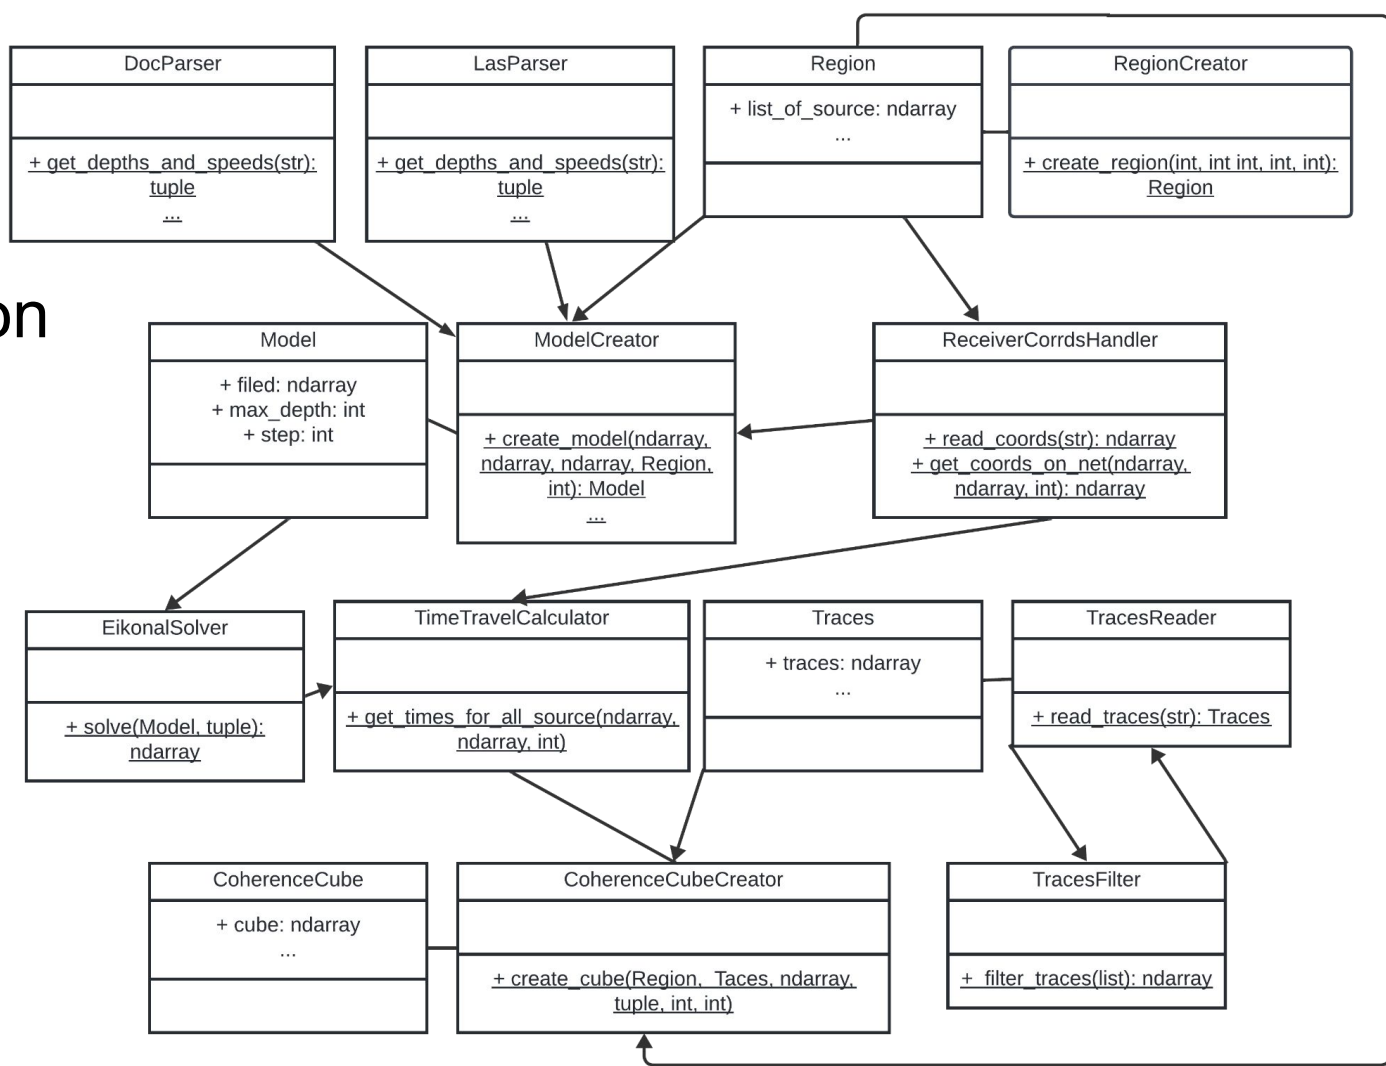 DocParser
+ get_depths_and_speeds(str):
tuple
...
LasParser
+ get_depths_and_speeds(str):
tuple
...
Region
+ list_of_source: ndarray
...
RegionCreator
+ create_region(int, int int, int, int):
Region
on
Model
+ filed: ndarray
+ max_depth: int
+ step: int
ModelCreator
+ create_model(ndarray,
ndarray, ndarray, Region,
int): Model
...
ReceiverCorrdsHandler
+ read_coords(str): ndarray
+ get_coords_on_net(ndarray,
ndarray, int): ndarray
EikonalSolver
+ solve(Model, tuple):
ndarray
TimeTravelCalculator
+ get_times_for_all_source(ndarray,
ndarray, int)
Traces
+ traces: ndarray
...
TracesReader
+ read_traces(str): Traces
CoherenceCube
+ cube: ndarray
...
CoherenceCubeCreator
+ create_cube(Region, Taces, ndarray,
tuple, int, int)
TracesFilter
+ filter_traces(list): ndarray